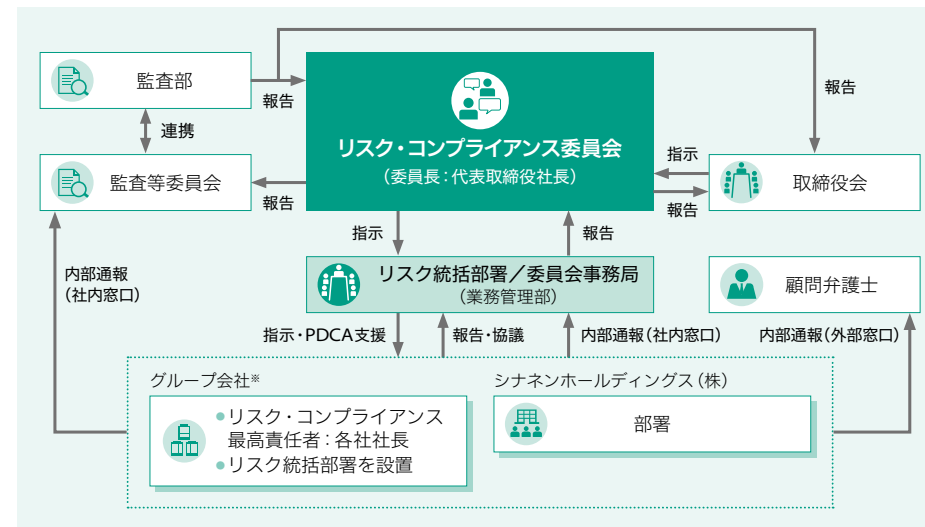 監査部
報告
報告
連携
リスク・コンプライアンス委員会
(委員長:代表取締役社長)
監査等委員会
報告
指示
報告
取締役会
指示
報告
内部通報
(社内窓口)
リスク統括部署/委員会事務局
(業務管理部)
顧問弁護士
指示・PDCA支援
報告・協議
内部通報(社内窓口)
内部通報(外部窓口)
グループ会社※
シナネンホールディングス(株)
●リスク・コンプライアンス
最高責任者:各社社長
●リスク統括部署を設置
部署